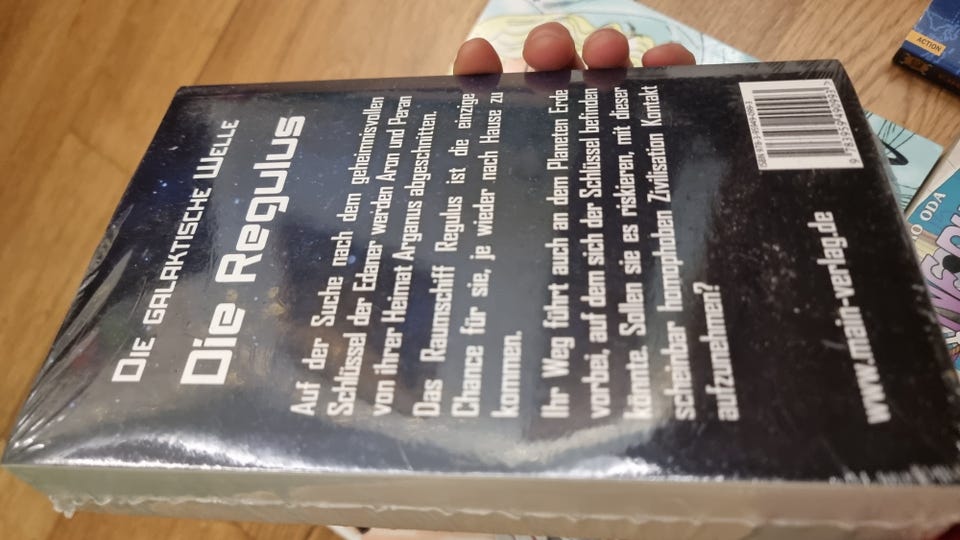 Die galaktische Welle
Die Regulus
Auf der Suche nach dem geheimnisvollen
Schlüssel der Edaner werden Aron und Peran
von ihrer Heimat Arganus abgeschnitten.
Das Raumschiff Regulus ist die einzige
Chance für sie, je wieder nach Hause zu
kommen.
Ihr Weg führt auch an dem Planeten Erde
vorbei, auf dem sich der Schlüssel befinden
könnte. Sollen sie es riskieren, mit dieser
scheinbar homophoben Zivilisation Kontakt
aufzunehmen?
www.main-verlag.de
ACTION
ODA